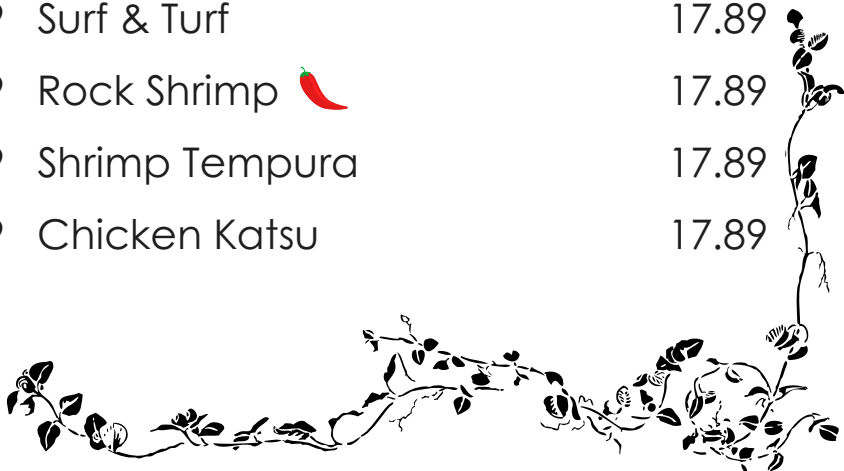 Surf & Turf 17.89
Rock Shrimp 17.89
Shrimp Tempura 17.89
Chicken Katsu 17.89